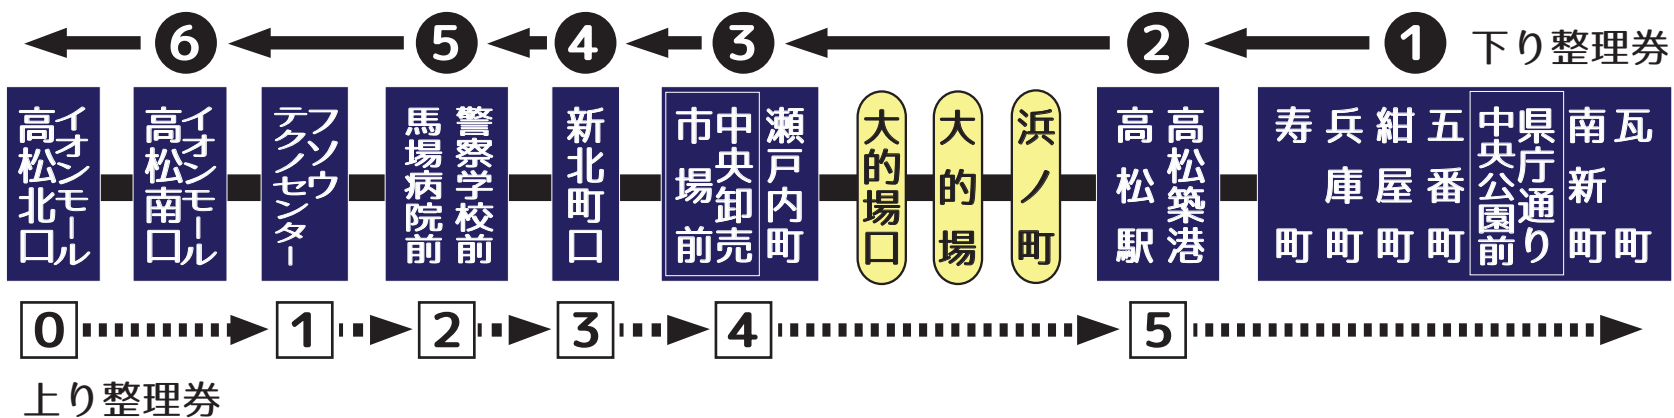 6
5
4
3
2
1
下り整理券
イオンモール
高松北口
イオンモール
高松南口
フソウ
テクノセンター
警察学校前
馬場病院前
新北町口
瀬戸内町
中央卸売
市場前
大的場口
大的場
浜ノ町
高松築港
高松駅
瓦町
南新町
県庁通り
中央公園前
五番町
紺屋町
兵庫町
寿町
0
1
2
3
4
5
上り整理券